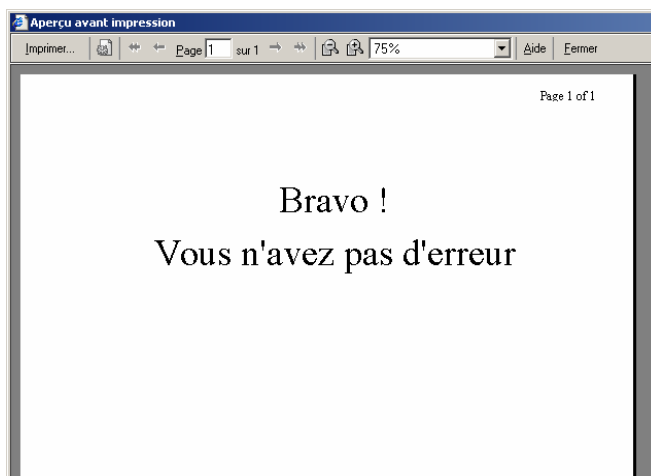 Aperçu avant impression
Imprimer... Page 1 sur 1 75% Aide Fermer
Page 1 of 1
Bravo !
Vous n'avez pas d'erreur